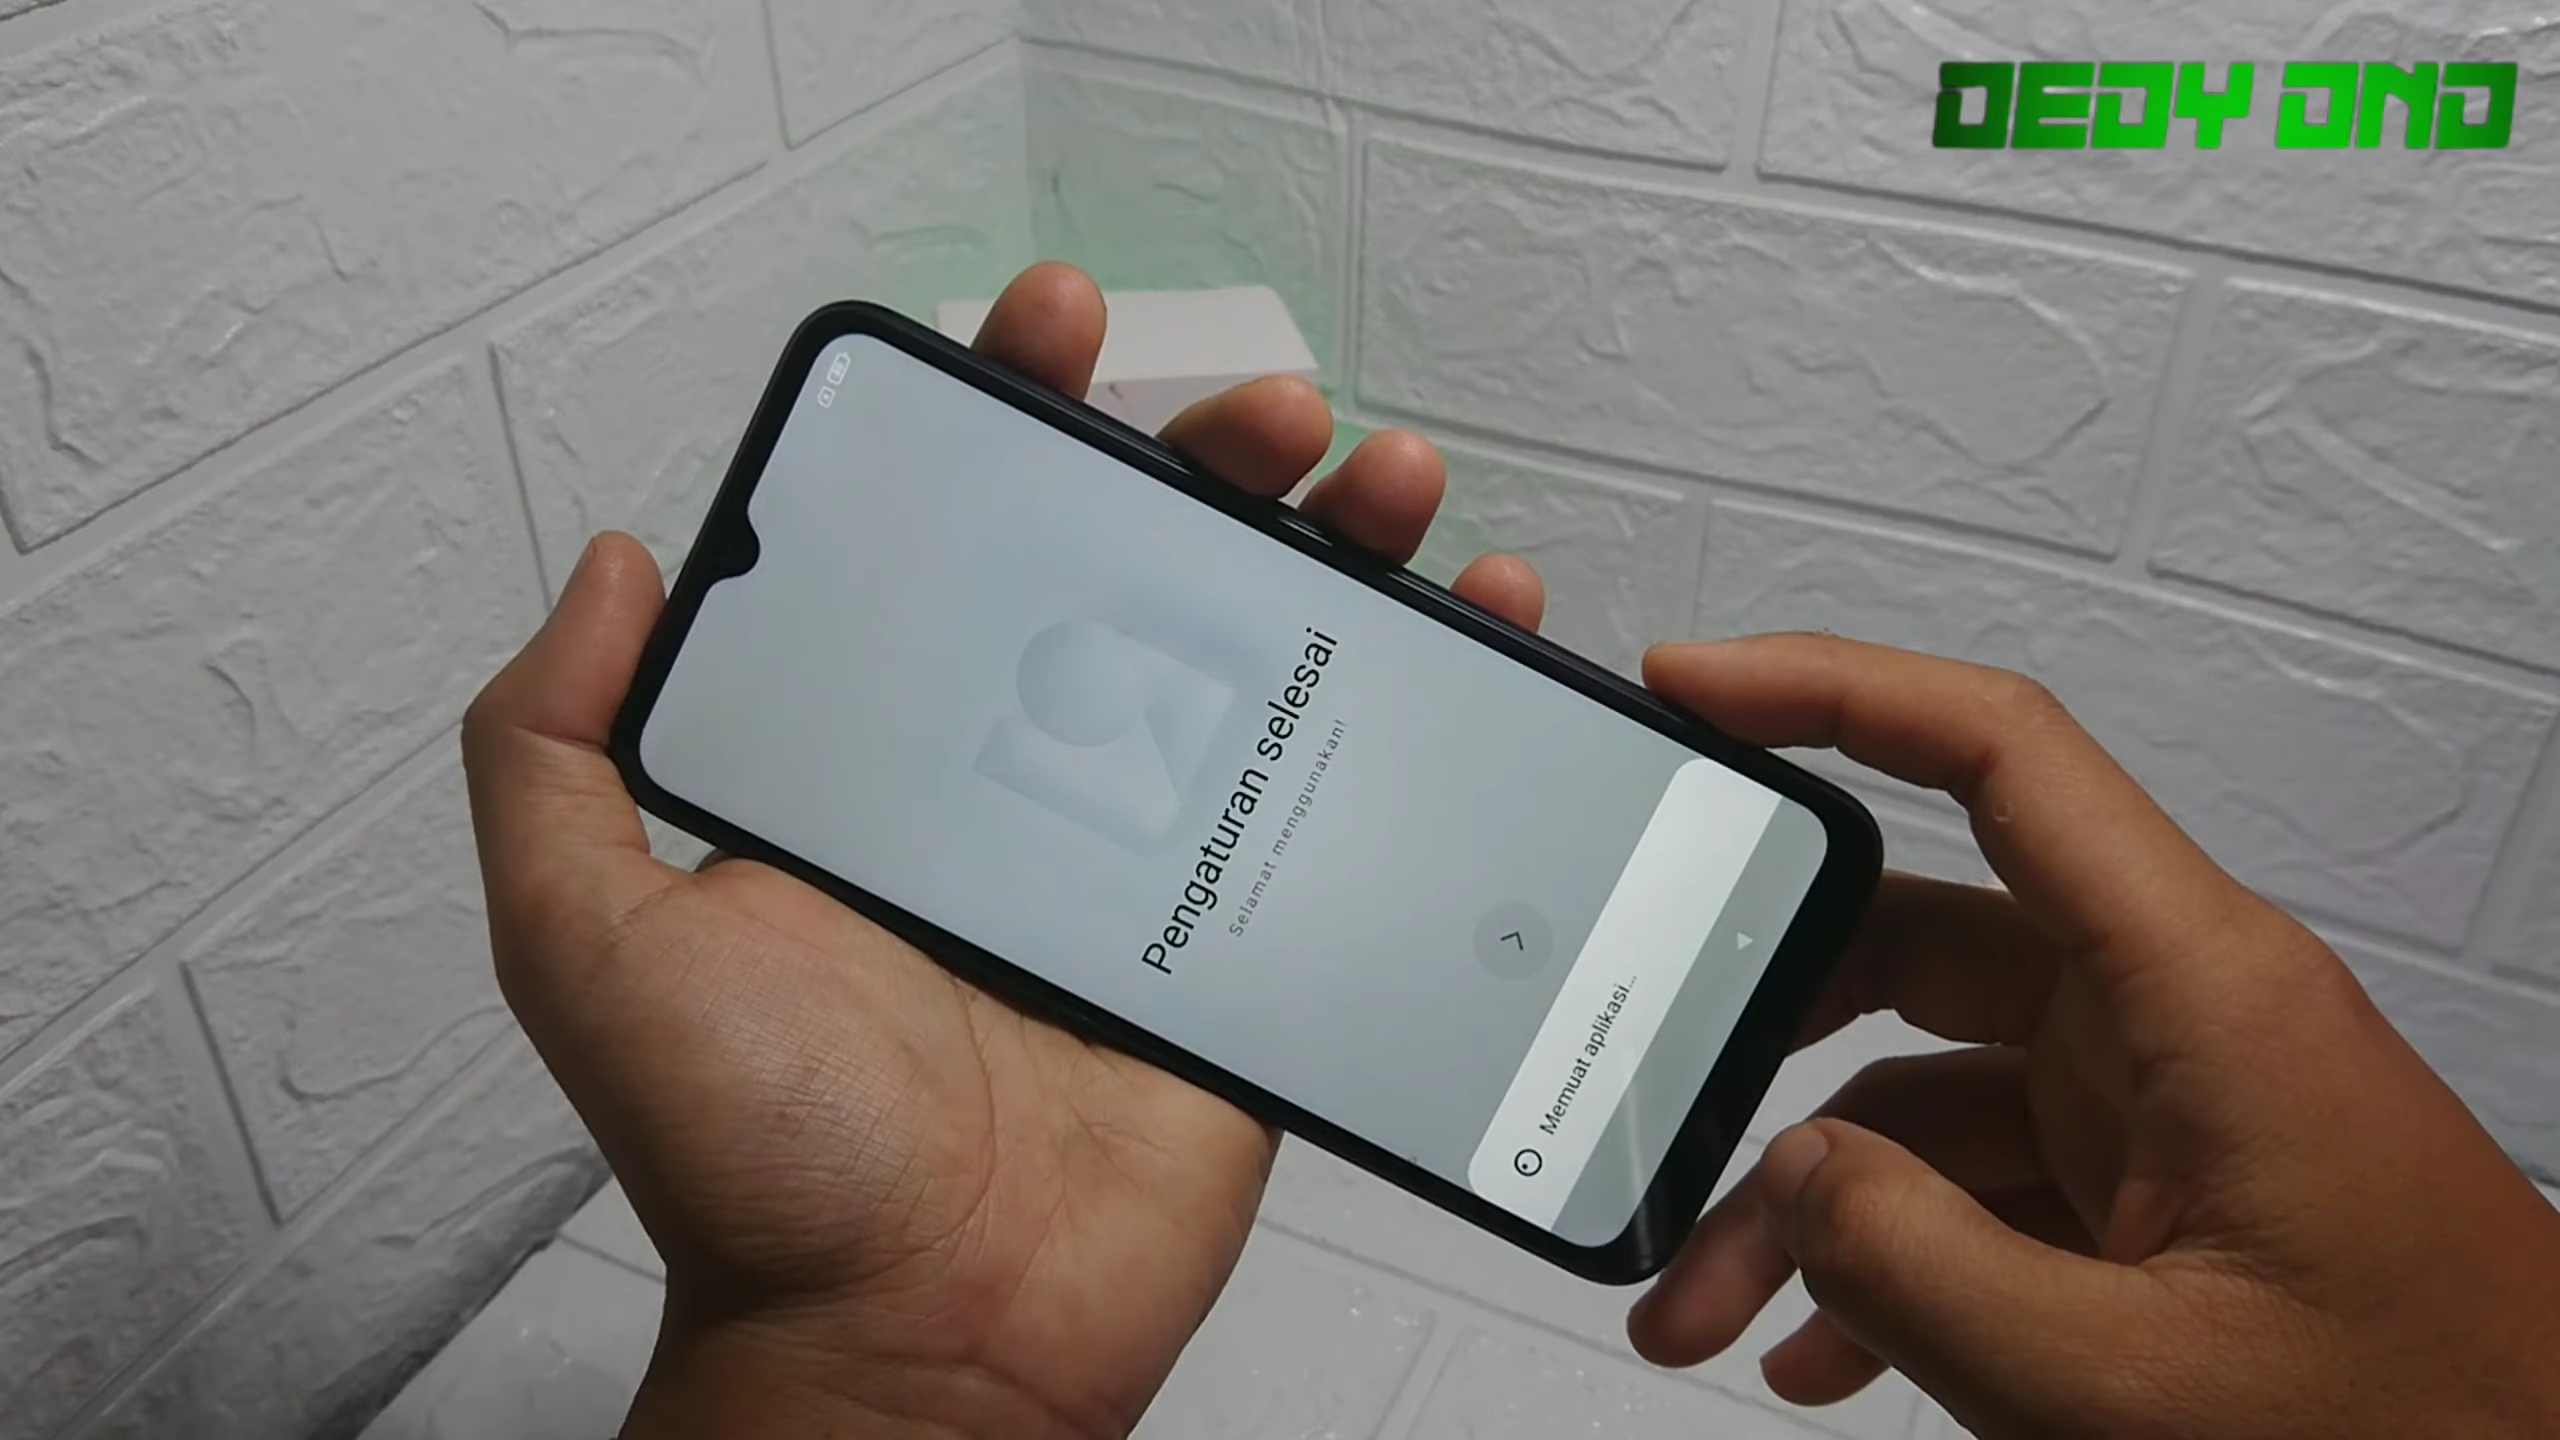 DEDY DND
Pengaturan selesai
Selamat menggunakan!
Memuat aplikasi...